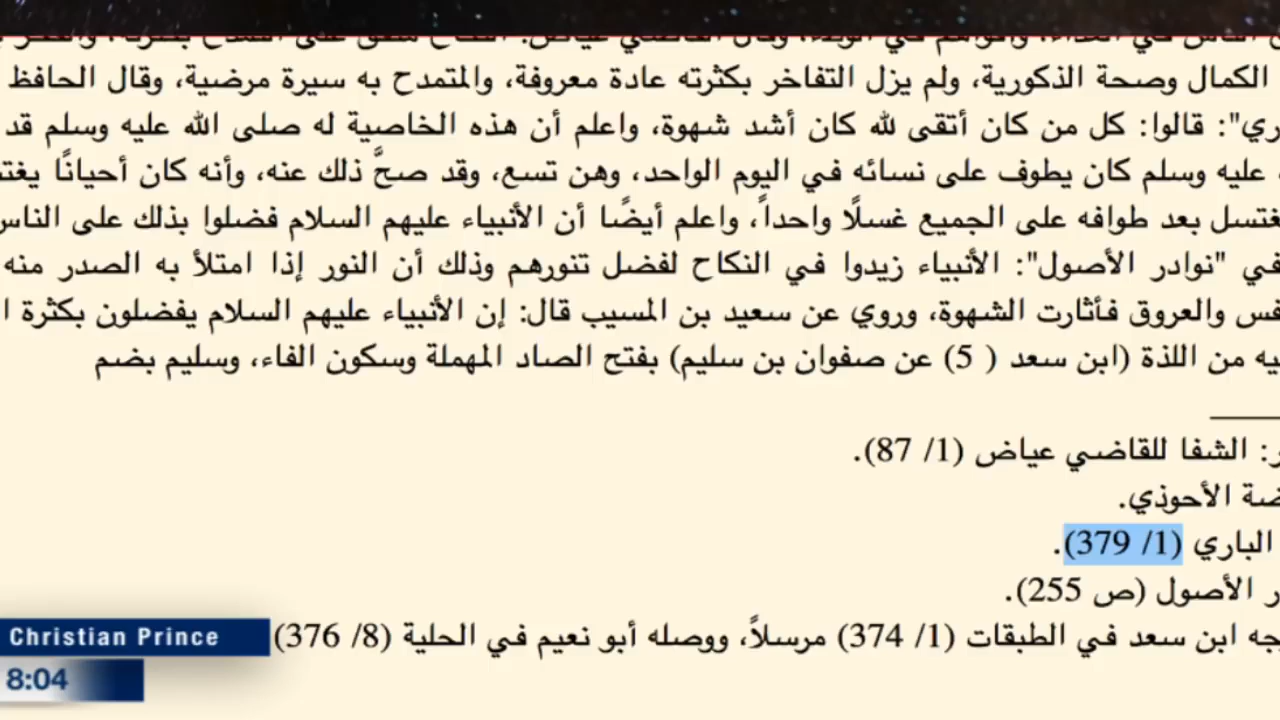 الكمال وصحة الذكورية، ولم يزل التفاخر بكثرته عادة معروفة، والمتمدح به سيرة مرضية، وقال الحافظ
ري": قالوا: كل من كان أتقى لله كان أشد شهوة، واعلم أن هذه الخاصية له صلى الله عليه وسلم قد
عليه وسلم كان يطوف على نسائه في اليوم الواحد، وهن تسع، وقد صحَّ ذلك عنه، وأنه كان أحيانًا يغتـ
غتسل بعد طوافه على الجميع غسلًا واحداً، واعلم أيضًا أن الأنبياء عليهم السلام فضلوا بذلك على الناس
في "نوادر الأصول": الأنبياء زيدوا في النكاح لفضل تنورهم وذلك أن النور إذا امتلأ به الصدر منه
فس والعروق فأثارت الشهوة، وروي عن سعيد بن المسيب قال: إن الأنبياء عليهم السلام يفضلون بكثرة ا
يه من اللذة (ابن سعد ( 5) عن صفوان بن سليم) بفتح الصاد المهملة وسكون الفاء، وسليم بضم
ر: الشفا للقاضي عياض (1/ 87).
ضة الأحوذي.
الباري (1/ 379).
ر الأصول (ص 255).
جه ابن سعد في الطبقات (1/ 374) مرسلاً، ووصله أبو نعيم في الحلية (8/ 376)
Christian Prince
8:04